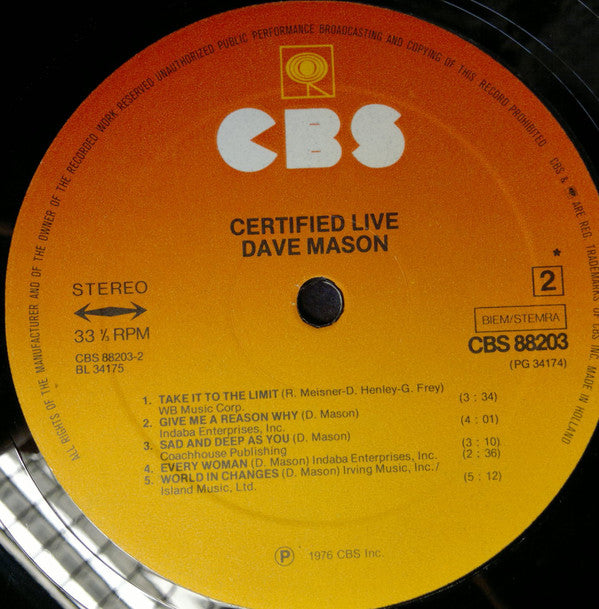 ALL RIGHTS OF THE MANUFACTURER AND OF THE OWNER OF THE RECORDED WORK RESERVED UNAUTHORIZED PUBLIC PERFORMANCE BROADCASTING AND COPYING OF THIS RECORD PROHIBITED
CBS & ARE REG. TRADEMARKS OF CBS INC. MADE IN HOLLAND
CBS
CERTIFIED LIVE
DAVE MASON
STEREO
33 ⅓ RPM
CBS 88203-2
BL 34175
*
2
BIEM/STEMRA
CBS 88203
(PG 34174)
1. TAKE IT TO THE LIMIT (R. Meisner-D. Henley-G. Frey) (3 : 34)
WB Music Corp.
2. GIVE ME A REASON WHY (D. Mason) (4 : 01)
Indaba Enterprises, Inc.
3. SAD AND DEEP AS YOU (D. Mason) (3 : 10)
Coachhouse Publishing
4. EVERY WOMAN (D. Mason) Indaba Enterprises, Inc. (2 : 36)
5. WORLD IN CHANGES (D. Mason) Irving Music, Inc./ (5 : 12)
Island Music, Ltd.
Ⓟ 1976 CBS Inc.